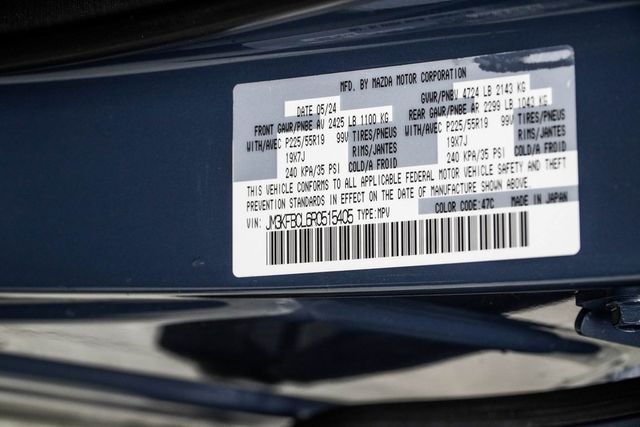 MFD. BY MAZDA MOTOR CORPORATION
DATE 05/24 GVWR/PNBV 4724 LB 2143 KG
FRONT GAWR/PNBE AV 2425 LB 1100 KG REAR GAWR/PNBE AR 2299 LB 1043 KG
WITH/AVEC P225/55R19 99V TIRES/PNEUS WITH/AVEC P225/55R19 99V TIRES/PNEUS
19X7J RIMS/JANTES 19X7J RIMS/JANTES
240 KPA/35 PSI COLD/A FROID 240 KPA/35 PSI COLD/A FROID
THIS VEHICLE CONFORMS TO ALL APPLICABLE FEDERAL MOTOR VEHICLE SAFETY AND THEFT
PREVENTION STANDARDS IN EFFECT ON THE DATE OF MANUFACTURE SHOWN ABOVE.
COLOR CODE:47C MADE IN JAPAN
VIN: JM3KFBCL6R0515405 TYPE:MPV